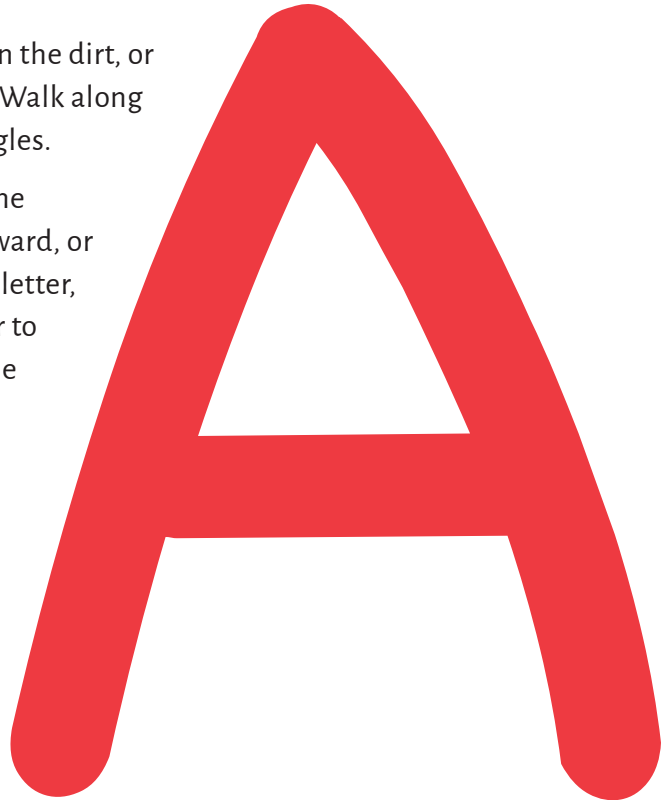 n the dirt, or
Walk along
gles.
he
ward, or
letter,
r to
e
A